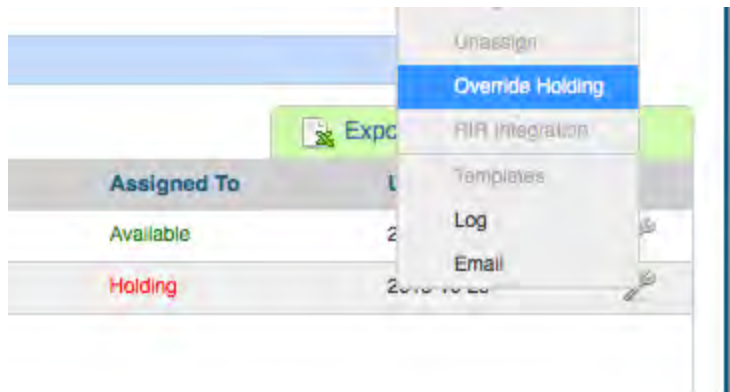 Unassign
Override Holding
Expo
RIR Integration
Assigned To
Templates
Available
Log
Holding
Email